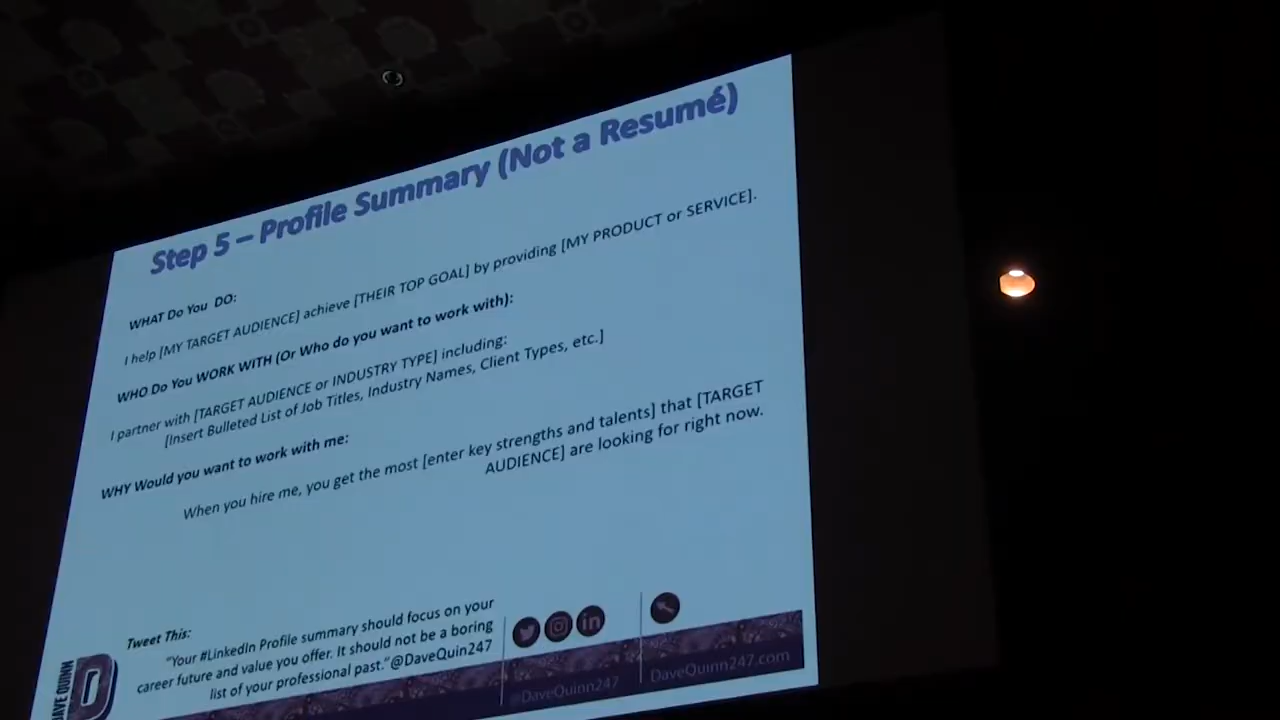 Step 5 – Profile Summary (Not a Resumé)
WHAT Do You DO:
I help [MY TARGET AUDIENCE] achieve [THEIR TOP GOAL] by providing [MY PRODUCT or SERVICE].
WHO Do You WORK WITH (Or Who do you want to work with):
I partner with [TARGET AUDIENCE or INDUSTRY TYPE] including:
[Insert Bulleted List of Job Titles, Industry Names, Client Types, etc.]
WHY Would you want to work with me:
When you hire me, you get the most [enter key strengths and talents] that [TARGET
AUDIENCE] are looking for right now.
Tweet This:
"Your #LinkedIn Profile summary should focus on your
career future and value you offer. It should not be a boring
list of your professional past."@DaveQuin247
DAVE QUINN
D
in
@DaveQuinn247
DaveQuinn247.com